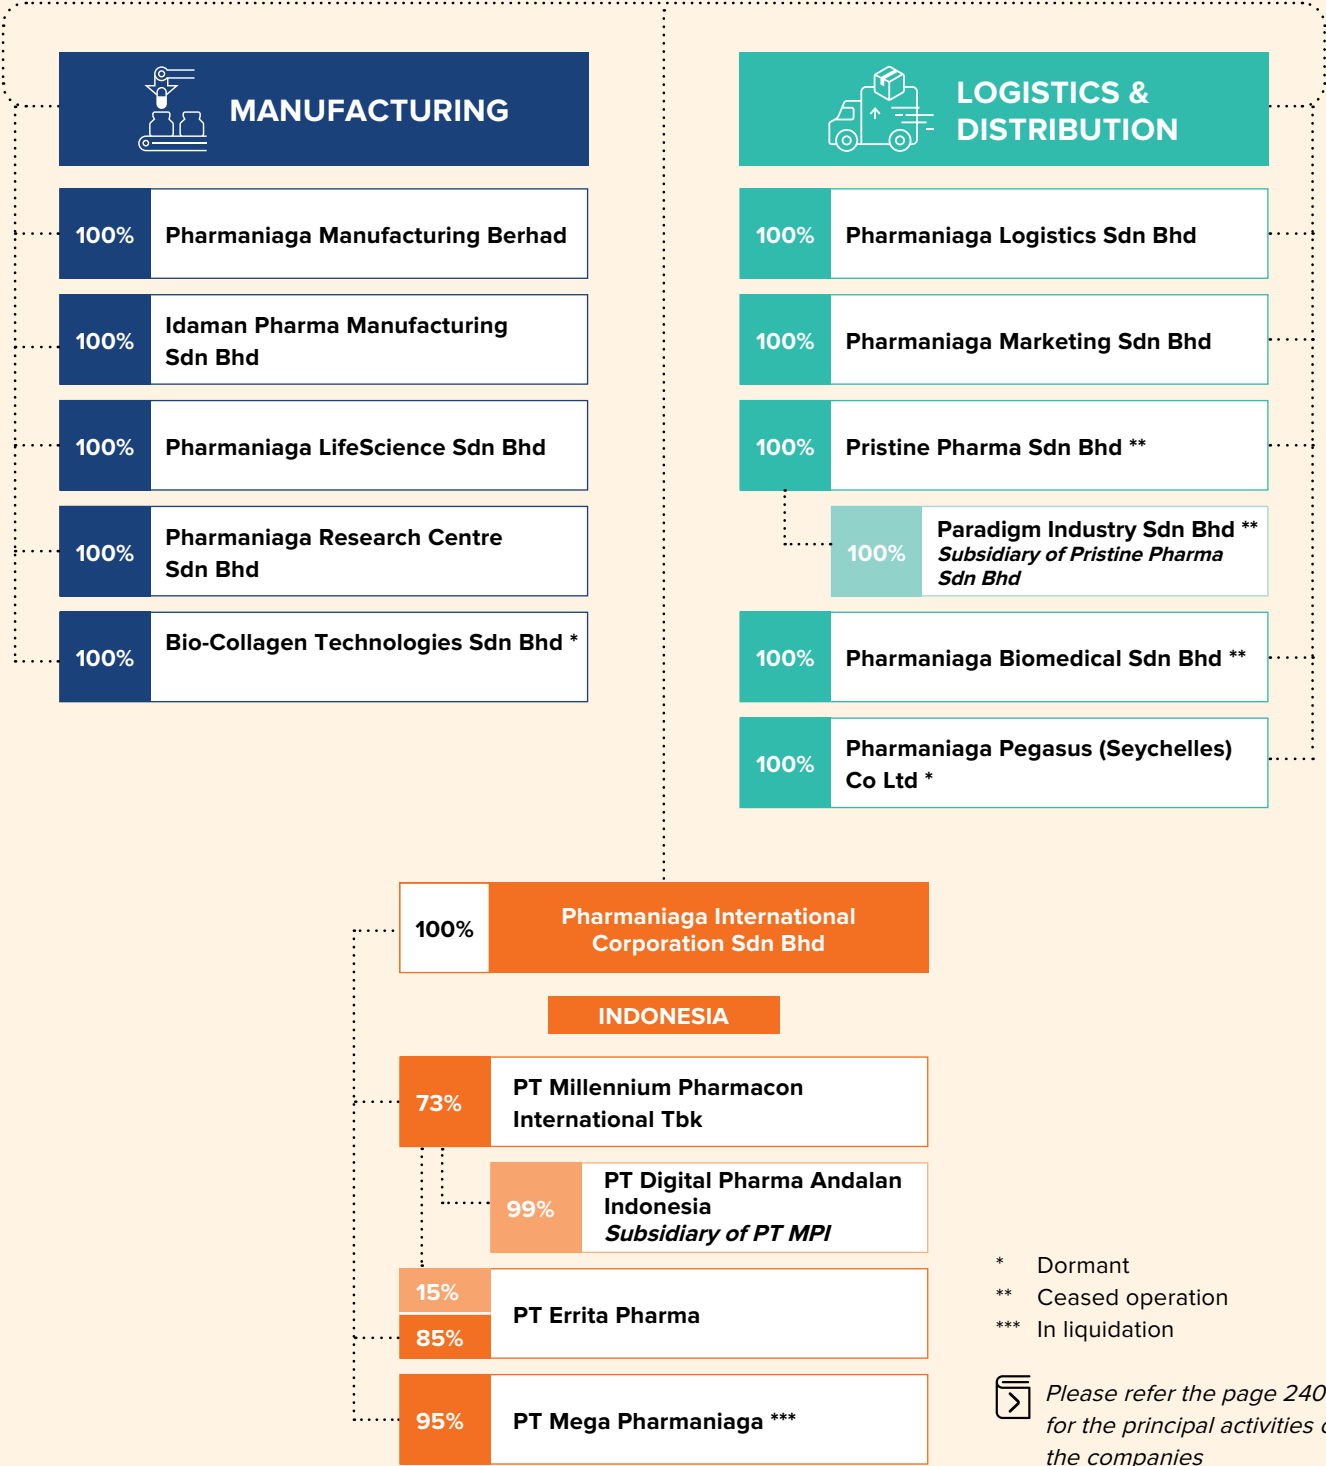 MANUFACTURING
100%
Pharmaniaga Manufacturing Berhad
100%
Idaman Pharma Manufacturing
Sdn Bhd
100%
Pharmaniaga LifeScience Sdn Bhd
100%
Pharmaniaga Research Centre
Sdn Bhd
100%
Bio-Collagen Technologies Sdn Bhd *
LOGISTICS &
DISTRIBUTION
100%
Pharmaniaga Logistics Sdn Bhd
100%
Pharmaniaga Marketing Sdn Bhd
100%
Pristine Pharma Sdn Bhd **
100%
Paradigm Industry Sdn Bhd **
Subsidiary of Pristine Pharma
Sdn Bhd
100%
Pharmaniaga Biomedical Sdn Bhd **
100%
Pharmaniaga Pegasus (Seychelles)
Co Ltd *
100%
Pharmaniaga International
Corporation Sdn Bhd
INDONESIA
73%
PT Millennium Pharmacon
International Tbk
99%
PT Digital Pharma Andalan
Indonesia
Subsidiary of PT MPI
15%
85%
PT Errita Pharma
95%
PT Mega Pharmaniaga ***
* Dormant
** Ceased operation
*** In liquidation
Please refer the page 240
for the principal activities
the companies